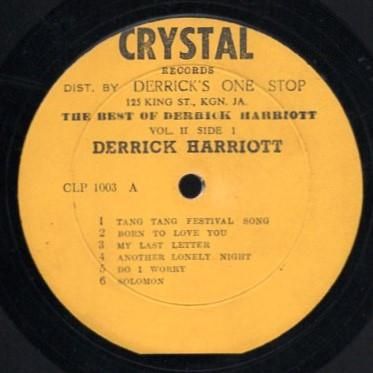 CRYSTAL
RECORDS
DIST. BY DERRICK'S ONE STOP
125 KING ST., KGN. JA.
THE BEST OF DERRICK HARRIOTT
VOL. II SIDE 1
DERRICK HARRIOTT
CLP 1003 A
1 TANG TANG FESTIVAL SONG
2 BORN TO LOVE YOU
3 MY LAST LETTER
4 ANOTHER LONELY NIGHT
5 DO I WORRY
6 SOLOMON